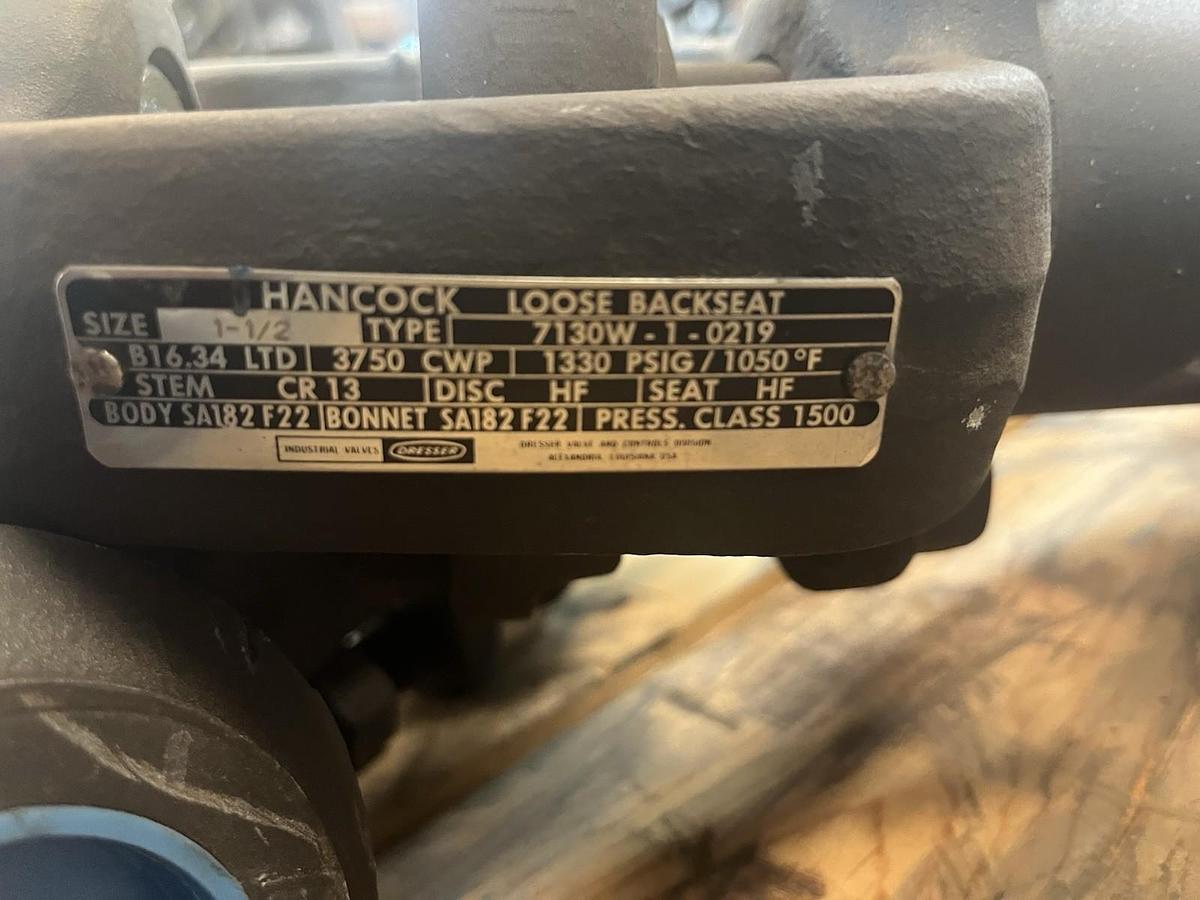 HANCOCK LOOSE BACKSEAT
SIZE 1-1/2 TYPE 7130W-1-0219
B16.34 LTD 3750 CWP 1330 PSIG/1050°F
STEM CR 13 DISC HF SEAT HF
BODY SA182 F22 BONNET SA182 F22 PRESS. CLASS 1500
INDUSTRIAL VALVES DRESSER DRESSER VALVE AND CONTROLS DIVISION
ALEXANDRIA, LOUISIANA USA